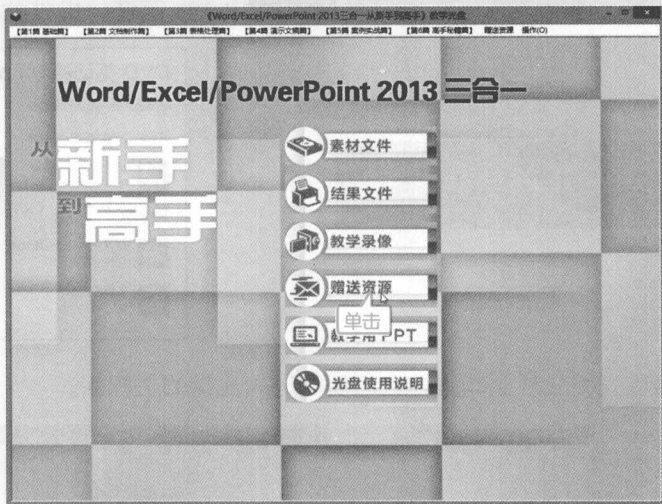 《Word/Excel/PowerPoint 2013三合一从新手到高手》教学光盘
【第1篇 基础篇】 【第2篇 文档制作篇】 【第3篇 表格处理篇】 【第4篇 演示文稿篇】 【第5篇 案例实战篇】 【第6篇 高手秘籍篇】 赠送资源 操作(O)
Word/Excel/PowerPoint 2013 三合一
从 新手
到 高手
素材文件
结果文件
教学录像
赠送资源
单击
教学用 PPT
光盘使用说明